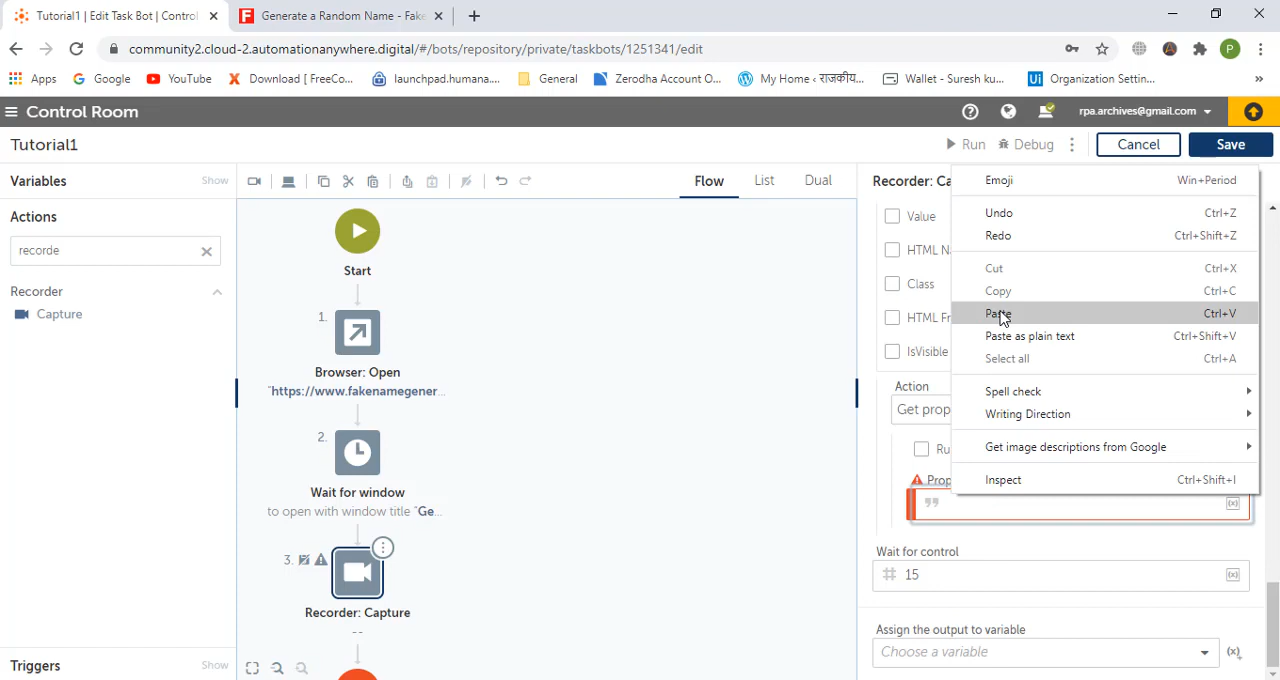 Tutorial1 | Edit Task Bot | Control
Generate a Random Name - Fake
community2.cloud-2.automationanywhere.digital/#/bots/repository/private/taskbots/1251341/edit
P
Apps
Google
YouTube
Download [ FreeCo...
launchpad.humana....
General
Zerodha Account O...
My Home ‹ राजकीय...
Wallet - Suresh ku...
Ui
Organization Settin...
»
Control Room
rpa.archives@gmail.com
Tutorial1
Run
Debug
Cancel
Save
Variables
Show
Flow
List
Dual
Recorder: Ca
Actions
recorde
Recorder
Capture
Triggers
Show
Start
1.
Browser: Open
"https://www.fakenamegener...
2.
Wait for window
to open with window title "Ge...
3.
Recorder: Capture
--
Value
HTML N
Class
HTML Fr
IsVisible
Action
Get prop
Ru
Prop
Wait for control
15
Assign the output to variable
Choose a variable
Emoji Win+Period
Undo Ctrl+Z
Redo Ctrl+Shift+Z
Cut Ctrl+X
Copy Ctrl+C
Paste Ctrl+V
Paste as plain text Ctrl+Shift+V
Select all Ctrl+A
Spell check
Writing Direction
Get image descriptions from Google
Inspect Ctrl+Shift+I